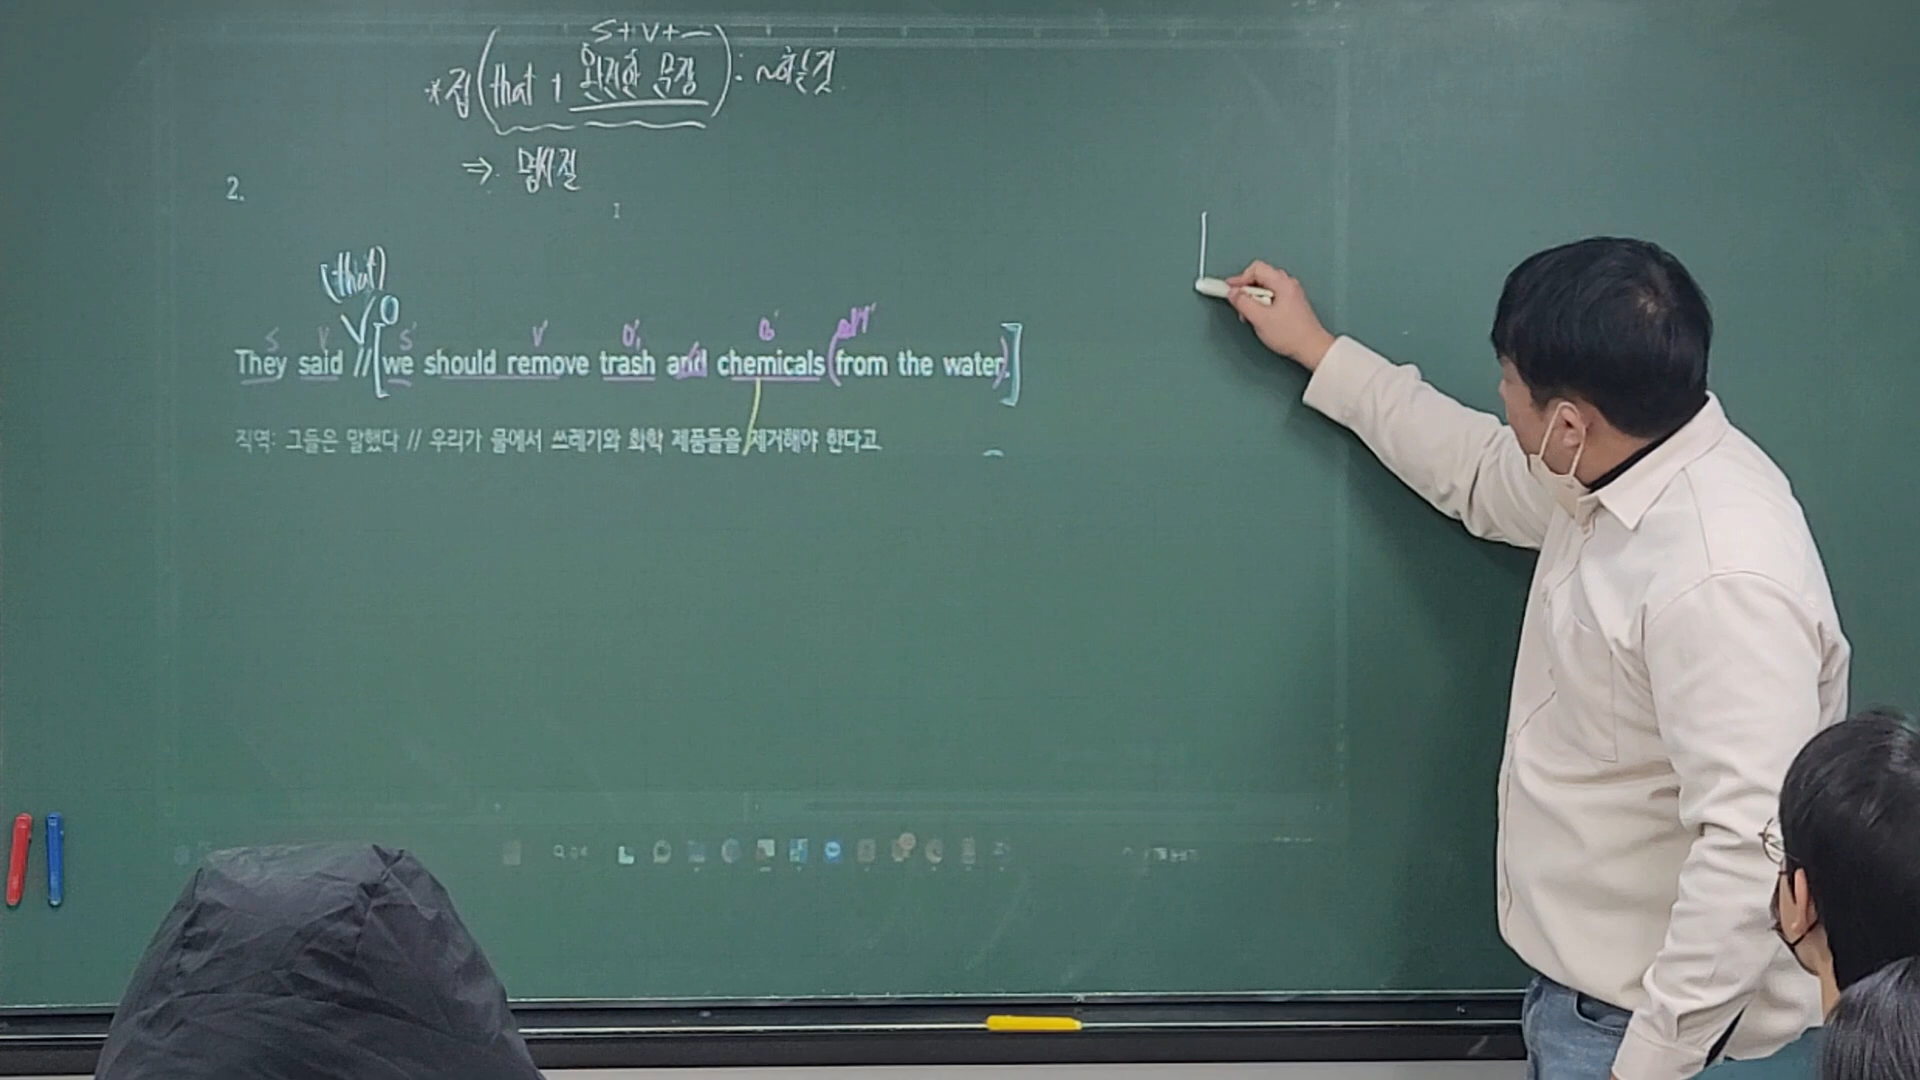 S+V+—
*접(that + 완전한 문장) : ~하는 것
⇒ 명사절
2.
(that)
O
S V S' V' O' O' 
They said // [we should remove trash and chemicals (from the water).]
직역: 그들은 말했다 // 우리가 물에서 쓰레기와 화학 제품들을 제거해야 한다고